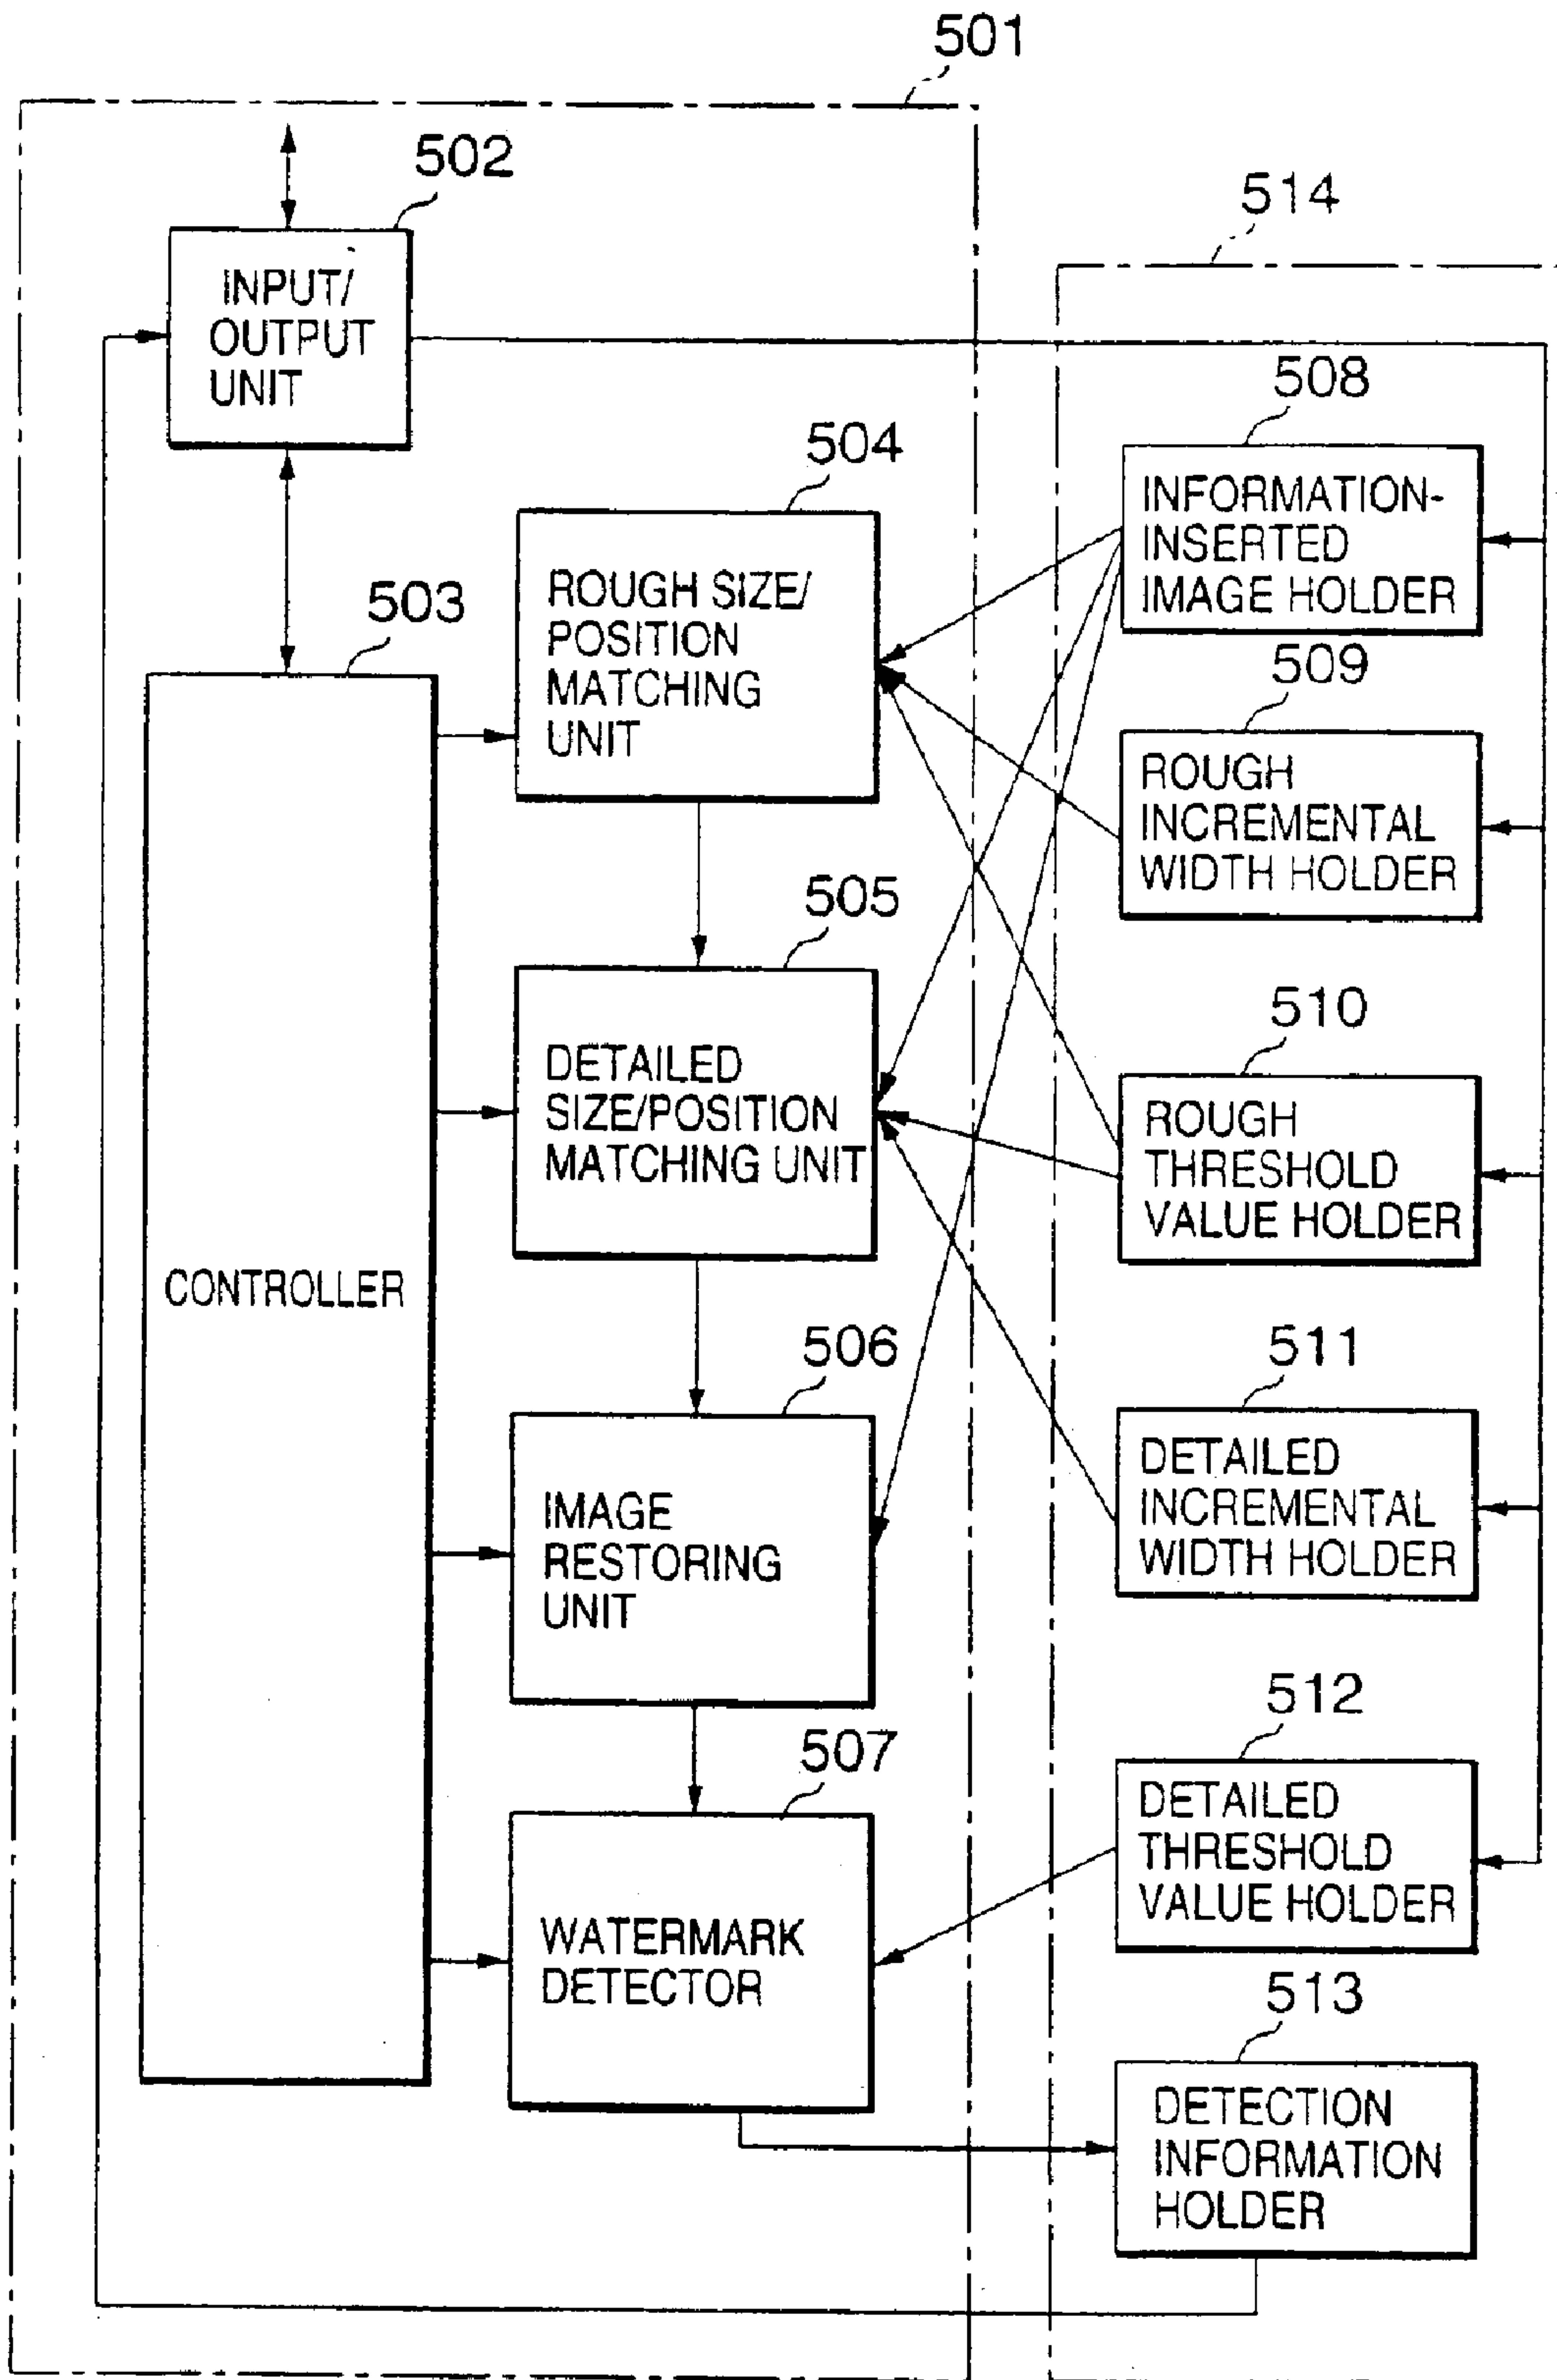 501
502
INPUT/
OUTPUT
UNIT
514
508
INFORMATION-
INSERTED
IMAGE HOLDER
504
ROUGH SIZE/
POSITION
MATCHING
UNIT
503
CONTROLLER
509
ROUGH
INCREMENTAL
WIDTH HOLDER
505
DETAILED
SIZE/POSITION
MATCHING UNIT
510
ROUGH
THRESHOLD
VALUE HOLDER
506
IMAGE
RESTORING
UNIT
511
DETAILED
INCREMENTAL
WIDTH HOLDER
507
WATERMARK
DETECTOR
512
DETAILED
THRESHOLD
VALUE HOLDER
513
DETECTION
INFORMATION
HOLDER